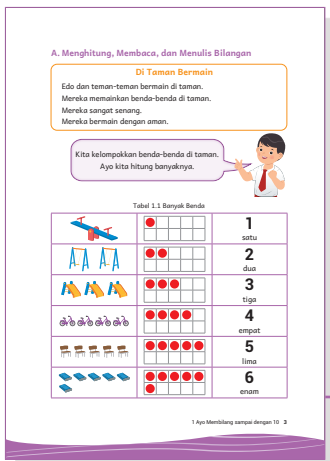 A. Menghitung, Membaca, dan Menulis Bilangan
Di Taman Bermain
Edo dan teman-teman bermain di taman.
Mereka memainkan benda-benda di taman.
Mereka sangat senang.
Mereka bermain dengan aman.
Kita kelompokkan benda-benda di taman.
Ayo kita hitung banyaknya.
Tabel 1.1 Banyak Benda
1
satu
2
dua
3
tiga
4
empat
5
lima
6
enam
1 Ayo Membilang sampai dengan 10 3